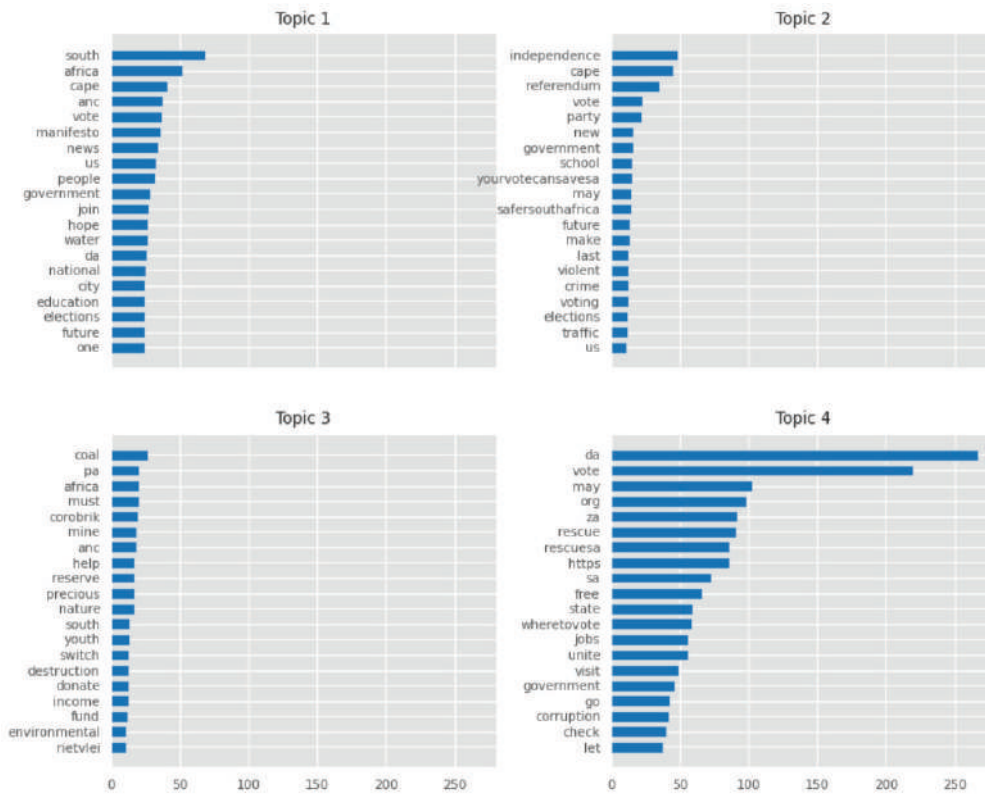 Topic 1
south
africa
cape
anc
vote
manifesto
news
us
people
government
join
hope
water
da
national
city
education
elections
future
one
Topic 2
independence
cape
referendum
vote
party
new
government
school
yourvotecansavesa
may
safersouthafrica
future
make
last
violent
crime
voting
elections
traffic
us
Topic 3
coal
pa
africa
must
corobrik
mine
anc
help
reserve
precious
nature
south
youth
switch
destruction
donate
income
fund
environmental
rietvlei
0 50 100 150 200 250
Topic 4
da
vote
may
org
za
rescue
rescuesa
https
sa
free
state
wheretovote
jobs
unite
visit
government
go
corruption
check
let
0 50 100 150 200 250